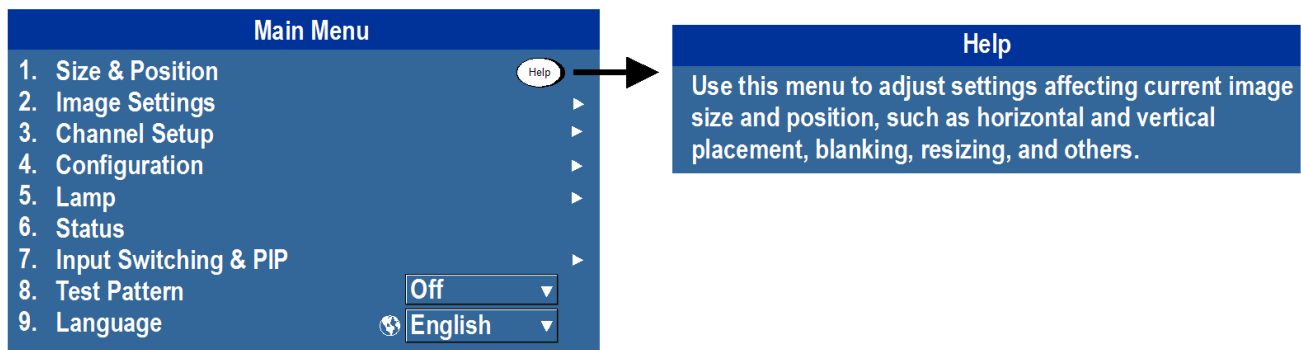 Main Menu
1. Size & Position
Help
2. Image Settings
3. Channel Setup
4. Configuration
5. Lamp
6. Status
7. Input Switching & PIP
8. Test Pattern Off
9. Language English
Help
Use this menu to adjust settings affecting current image
size and position, such as horizontal and vertical
placement, blanking, resizing, and others.